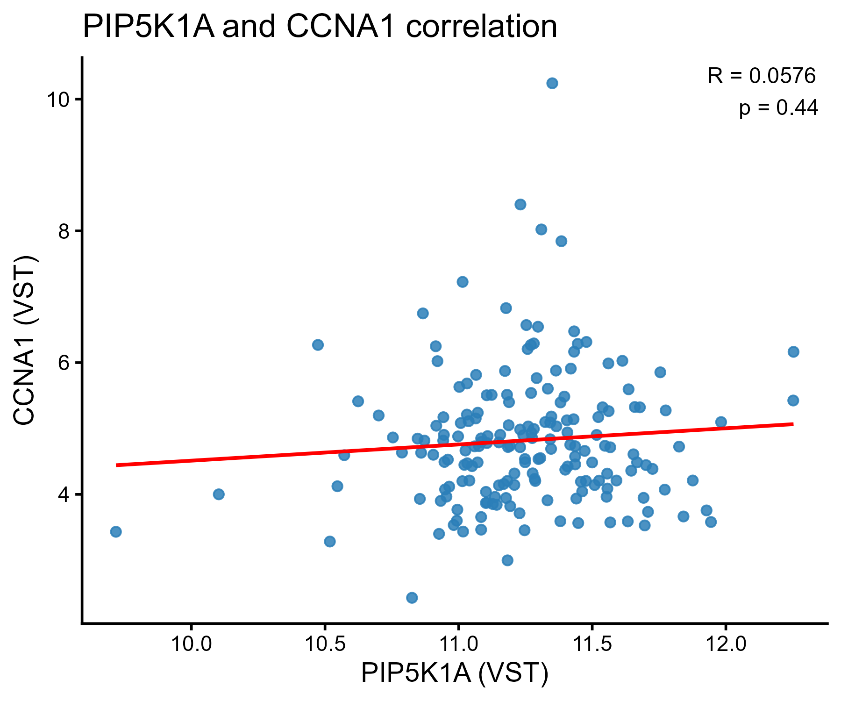 PIP5K1A and CCNA1 correlation
R = 0.0576
p = 0.44
10
8
6
4
CCNA1 (VST)
10.0 10.5 11.0 11.5 12.0
PIP5K1A (VST)